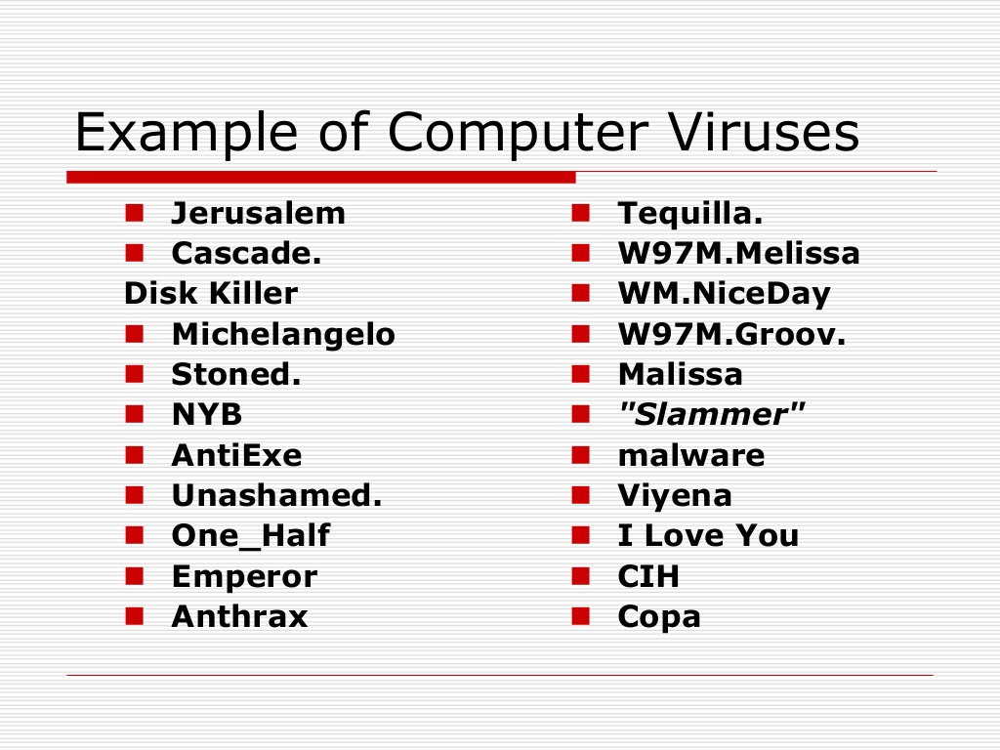 Example of Computer Viruses
Jerusalem
Cascade.
Disk Killer
Michelangelo
Stoned.
NYB
AntiExe
Unashamed.
One_Half
Emperor
Anthrax
Tequilla.
W97M.Melissa
WM.NiceDay
W97M.Groov.
Malissa
"Slammer"
malware
Viyena
I Love You
CIH
Copa